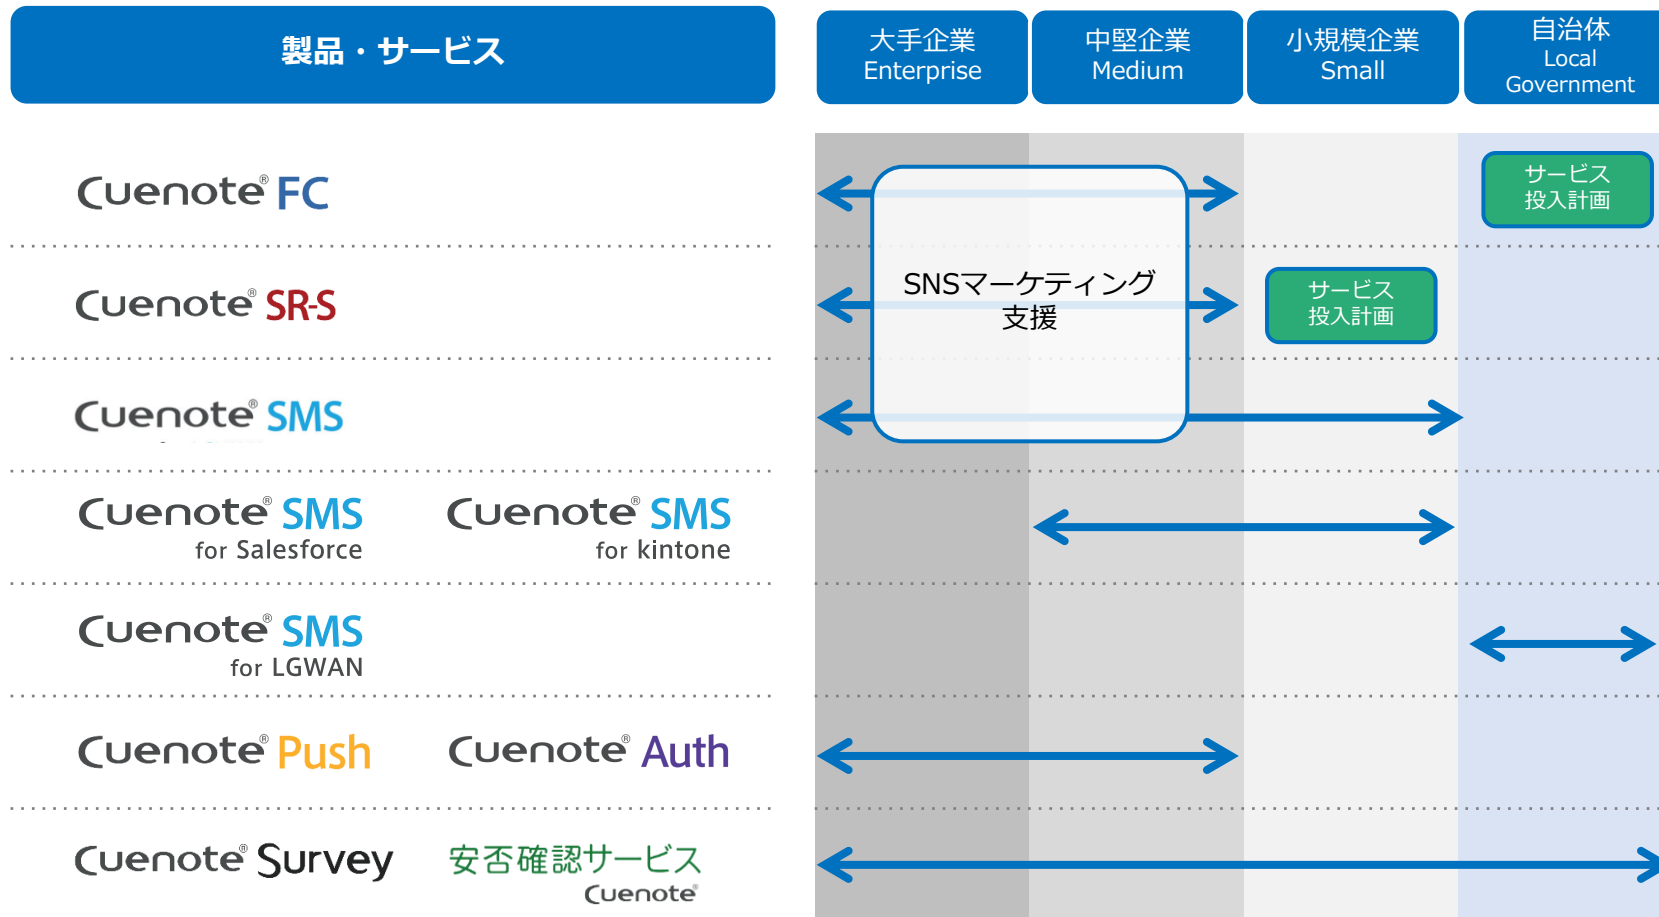 製品・サービス
大手企業
Enterprise
中堅企業
Medium
小規模企業
Small
自治体
Local
Government
Cuenote® FC
サービス
投入計画
Cuenote® SR-S
SNSマーケティング
支援
サービス
投入計画
Cuenote® SMS
Cuenote® SMS
for Salesforce
Cuenote® SMS
for kintone
Cuenote® SMS
for LGWAN
Cuenote® Push
Cuenote® Auth
Cuenote® Survey
安否確認サービス
Cuenote®